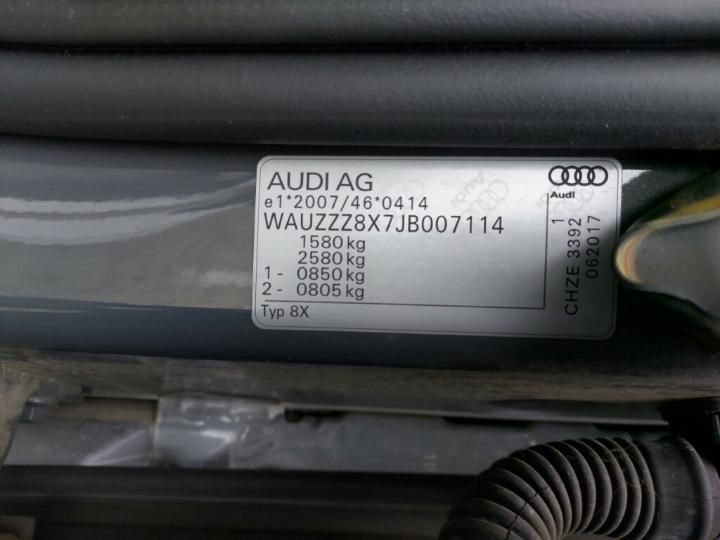 AUDI AG
e1*2007/46*0414
WAUZZZ8X7JB007114
1580 kg
2580 kg
1 - 0850 kg
2 - 0805 kg
Typ 8X
Audi
1
CHZE 3392
062017